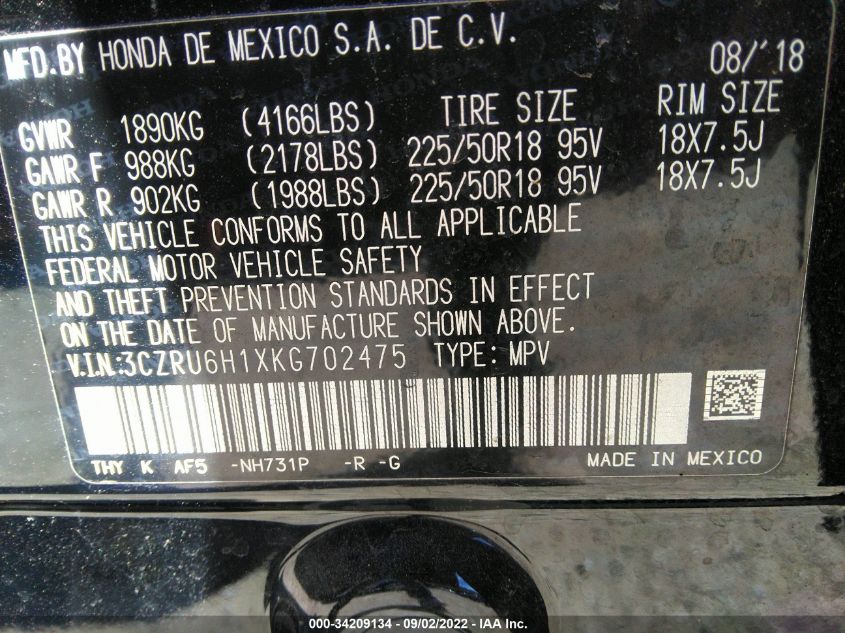 MFD.BY HONDA DE MEXICO S.A. DE C.V. 08/'18
GVWR 1890KG (4166LBS) TIRE SIZE RIM SIZE
GAWR F 988KG (2178LBS) 225/50R18 95V 18X7.5J
GAWR R 902KG (1988LBS) 225/50R18 95V 18X7.5J
THIS VEHICLE CONFORMS TO ALL APPLICABLE
FEDERAL MOTOR VEHICLE SAFETY
AND THEFT PREVENTION STANDARDS IN EFFECT
ON THE DATE OF MANUFACTURE SHOWN ABOVE.
V.I.N:3CZRU6H1XKG702475 TYPE: MPV
THY K AF5 -NH731P -R -G MADE IN MEXICO
000-34209134 - 09/02/2022 - IAA Inc.